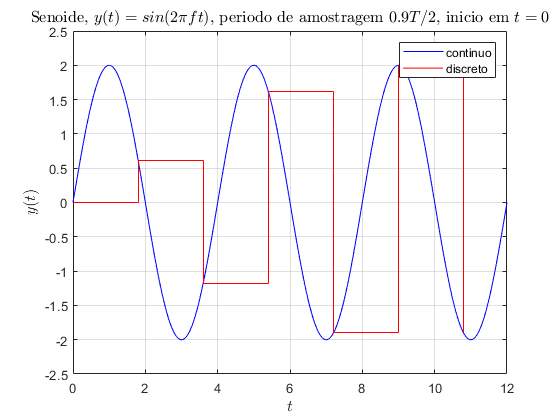 Senoide, y(t) = sin(2πft), periodo de amostragem 0.9T/2, inicio em t = 0
2.5
2
1.5
1
0.5
0
-0.5
-1
-1.5
-2
-2.5
y(t)
continuo
discreto
0 2 4 6 8 10 12
t